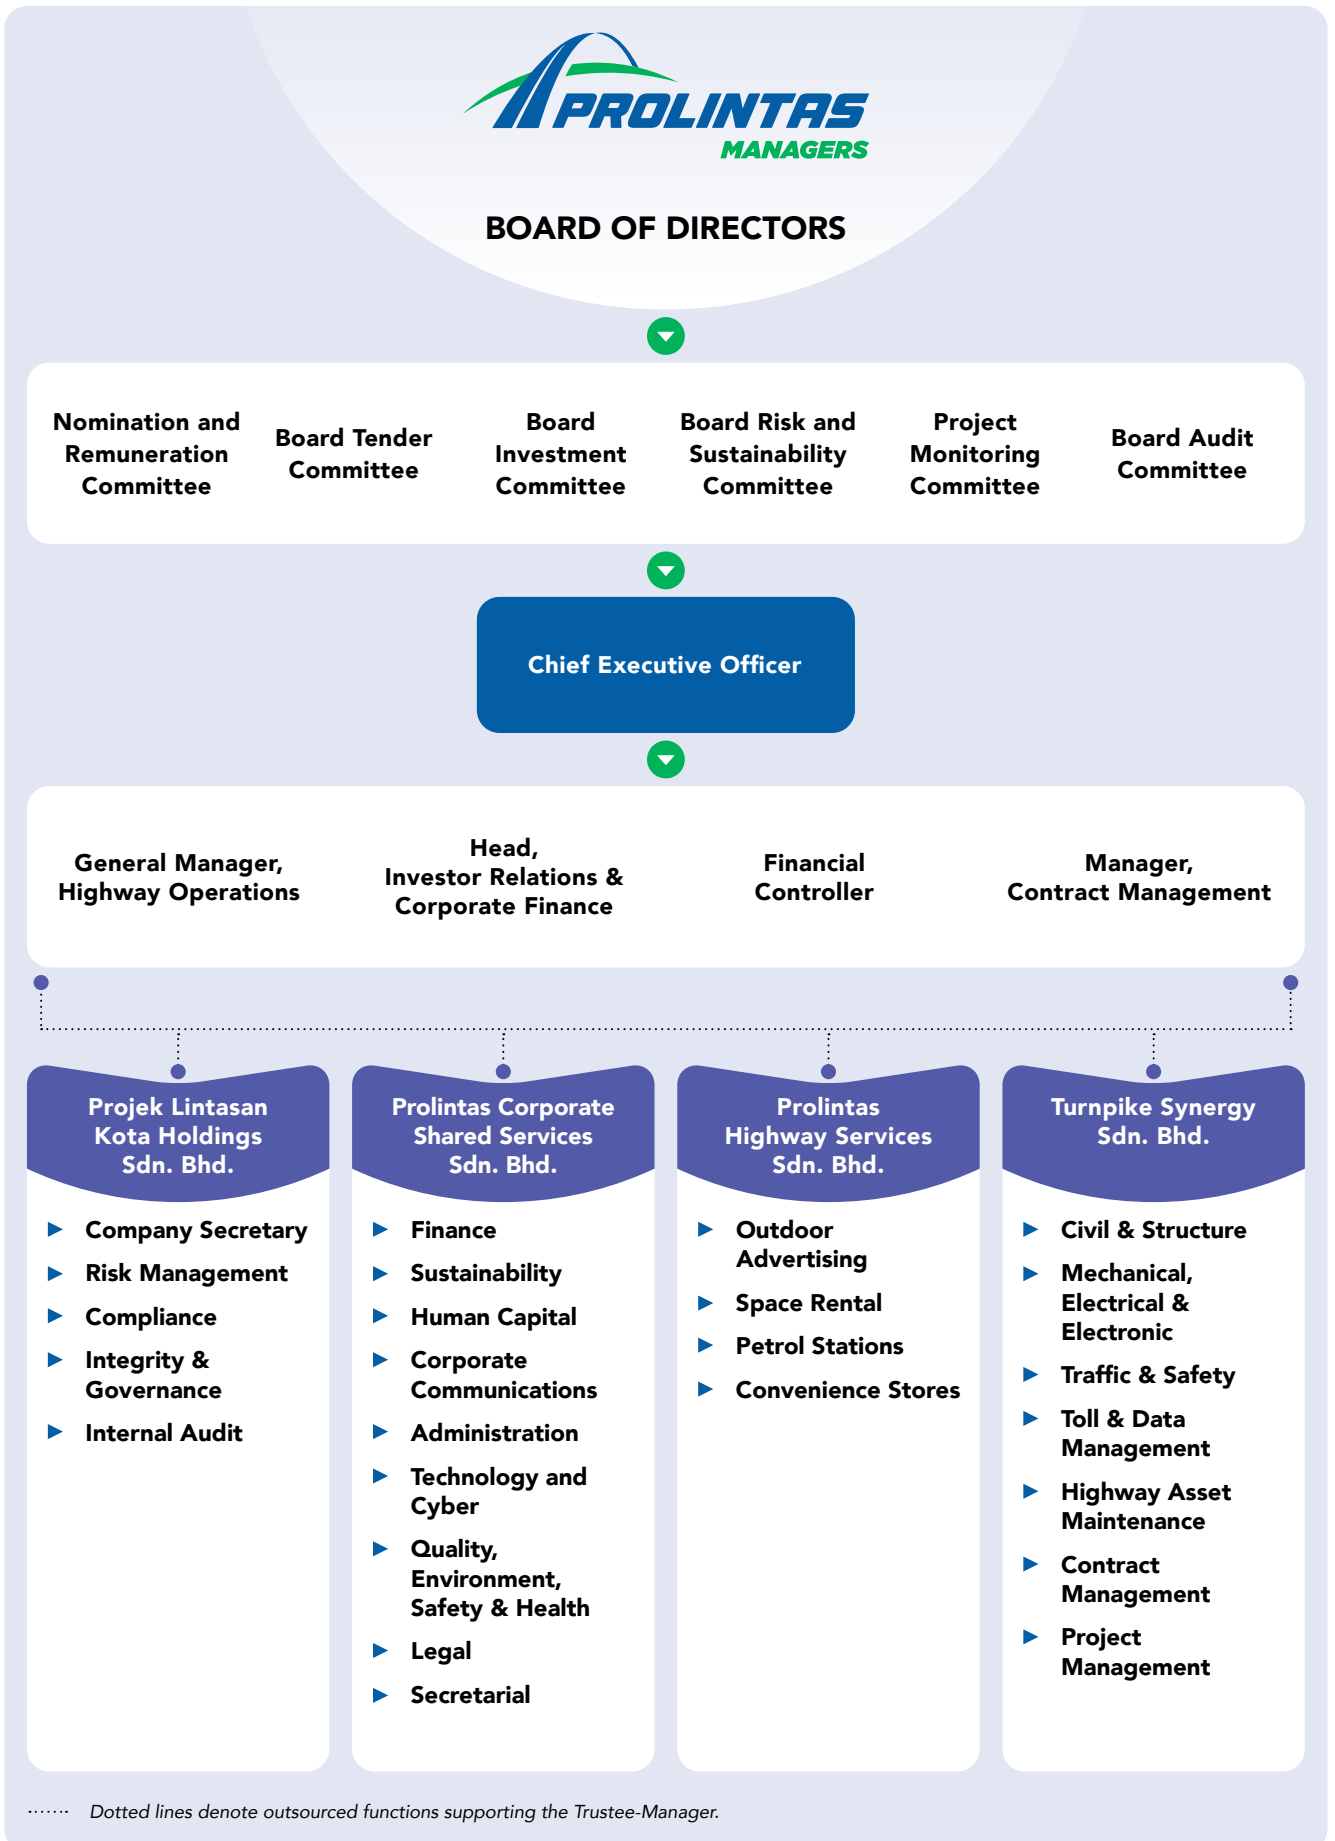 PROLINTAS
MANAGERS
BOARD OF DIRECTORS
Nomination and
Remuneration
Committee
Board Tender
Committee
Board
Investment
Committee
Board Risk and
Sustainability
Committee
Project
Monitoring
Committee
Board Audit
Committee
Chief Executive Officer
General Manager,
Highway Operations
Head,
Investor Relations &
Corporate Finance
Financial
Controller
Manager,
Contract Management
Projek Lintasan
Kota Holdings
Sdn. Bhd.
Company Secretary
Risk Management
Compliance
Integrity &
Governance
Internal Audit
Prolintas Corporate
Shared Services
Sdn. Bhd.
Finance
Sustainability
Human Capital
Corporate
Communications
Administration
Technology and
Cyber
Quality,
Environment,
Safety & Health
Legal
Secretarial
Prolintas
Highway Services
Sdn. Bhd.
Outdoor
Advertising
Space Rental
Petrol Stations
Convenience Stores
Turnpike Synergy
Sdn. Bhd.
Civil & Structure
Mechanical,
Electrical &
Electronic
Traffic & Safety
Toll & Data
Management
Highway Asset
Maintenance
Contract
Management
Project
Management
Dotted lines denote outsourced functions supporting the Trustee-Manager.